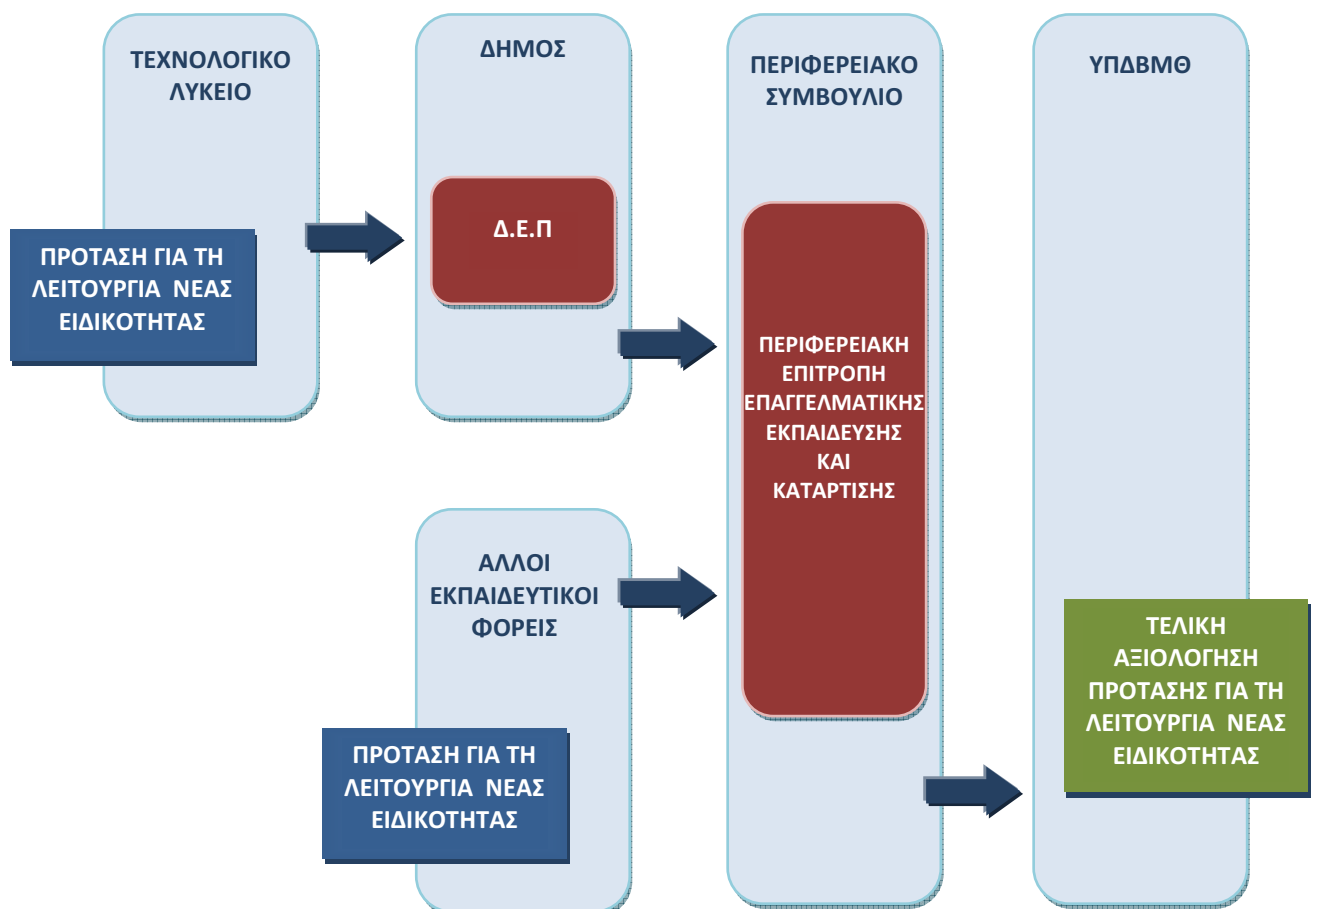 ΤΕΧΝΟΛΟΓΙΚΟ
ΛΥΚΕΙΟ
ΠΡΟΤΑΣΗ ΓΙΑ ΤΗ
ΛΕΙΤΟΥΡΓΙΑ ΝΕΑΣ
ΕΙΔΙΚΟΤΗΤΑΣ
ΔΗΜΟΣ
Δ.Ε.Π
ΑΛΛΟΙ
ΕΚΠΑΙΔΕΥΤΙΚΟΙ
ΦΟΡΕΙΣ
ΠΡΟΤΑΣΗ ΓΙΑ ΤΗ
ΛΕΙΤΟΥΡΓΙΑ ΝΕΑΣ
ΕΙΔΙΚΟΤΗΤΑΣ
ΠΕΡΙΦΕΡΕΙΑΚΟ
ΣΥΜΒΟΥΛΙΟ
ΠΕΡΙΦΕΡΕΙΑΚΗ
ΕΠΙΤΡΟΠΗ
ΕΠΑΓΓΕΛΜΑΤΙΚΗΣ
ΕΚΠΑΙΔΕΥΣΗΣ
ΚΑΙ
ΚΑΤΑΡΤΙΣΗΣ
ΥΠΔΒΜΘ
ΤΕΛΙΚΗ
ΑΞΙΟΛΟΓΗΣΗ
ΠΡΟΤΑΣΗΣ ΓΙΑ ΤΗ
ΛΕΙΤΟΥΡΓΙΑ ΝΕΑΣ
ΕΙΔΙΚΟΤΗΤΑΣ